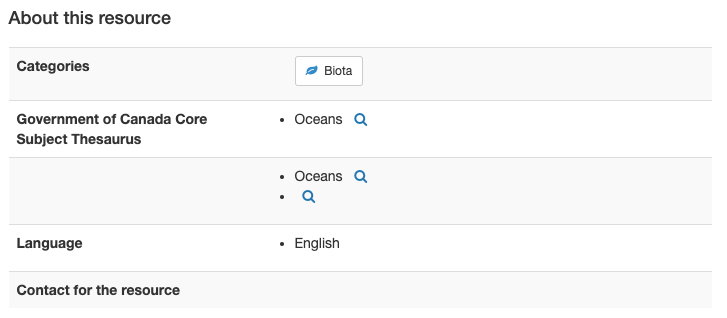 About this resource
Categories
Biota
Government of Canada Core
Subject Thesaurus
• Oceans
• Oceans
•
Language
• English
Contact for the resource